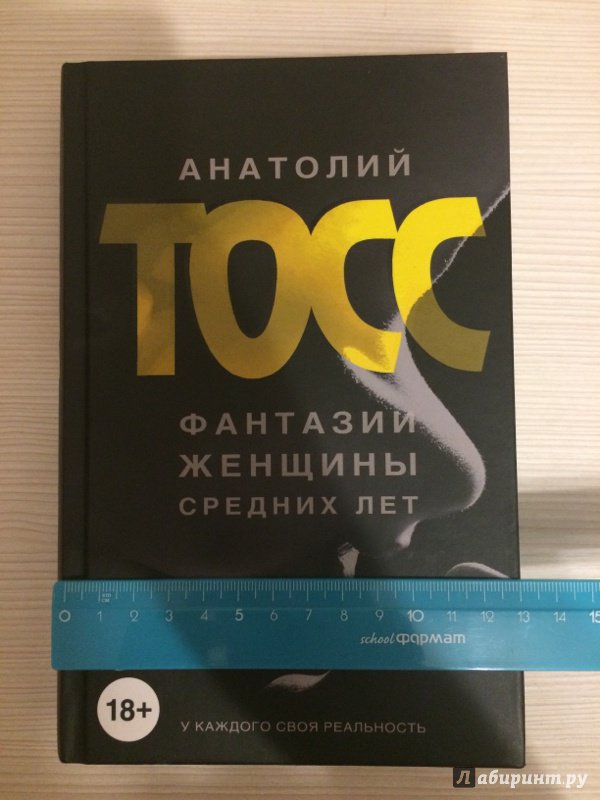 АНАТОЛИЙ
ТОСС
ФАНТАЗИИ
ЖЕНЩИНЫ
СРЕДНИХ ЛЕТ
0 1 2 3 4 5 6 7 8 9 10 11 12 13 14 15
school формат
18+
У КАЖДОГО СВОЯ РЕАЛЬНОСТЬ
Лабиринт.ру